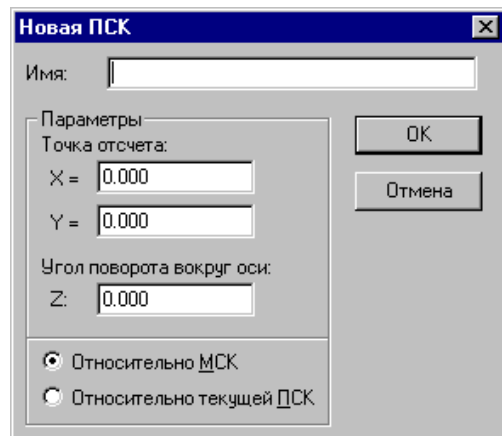 Новая ПСК
Имя:
Параметры
Точка отсчета:
X = 0.000
Y = 0.000
Угол поворота вокруг оси:
Z: 0.000
Относительно МСК
Относительно текущей ПСК
OK
Отмена